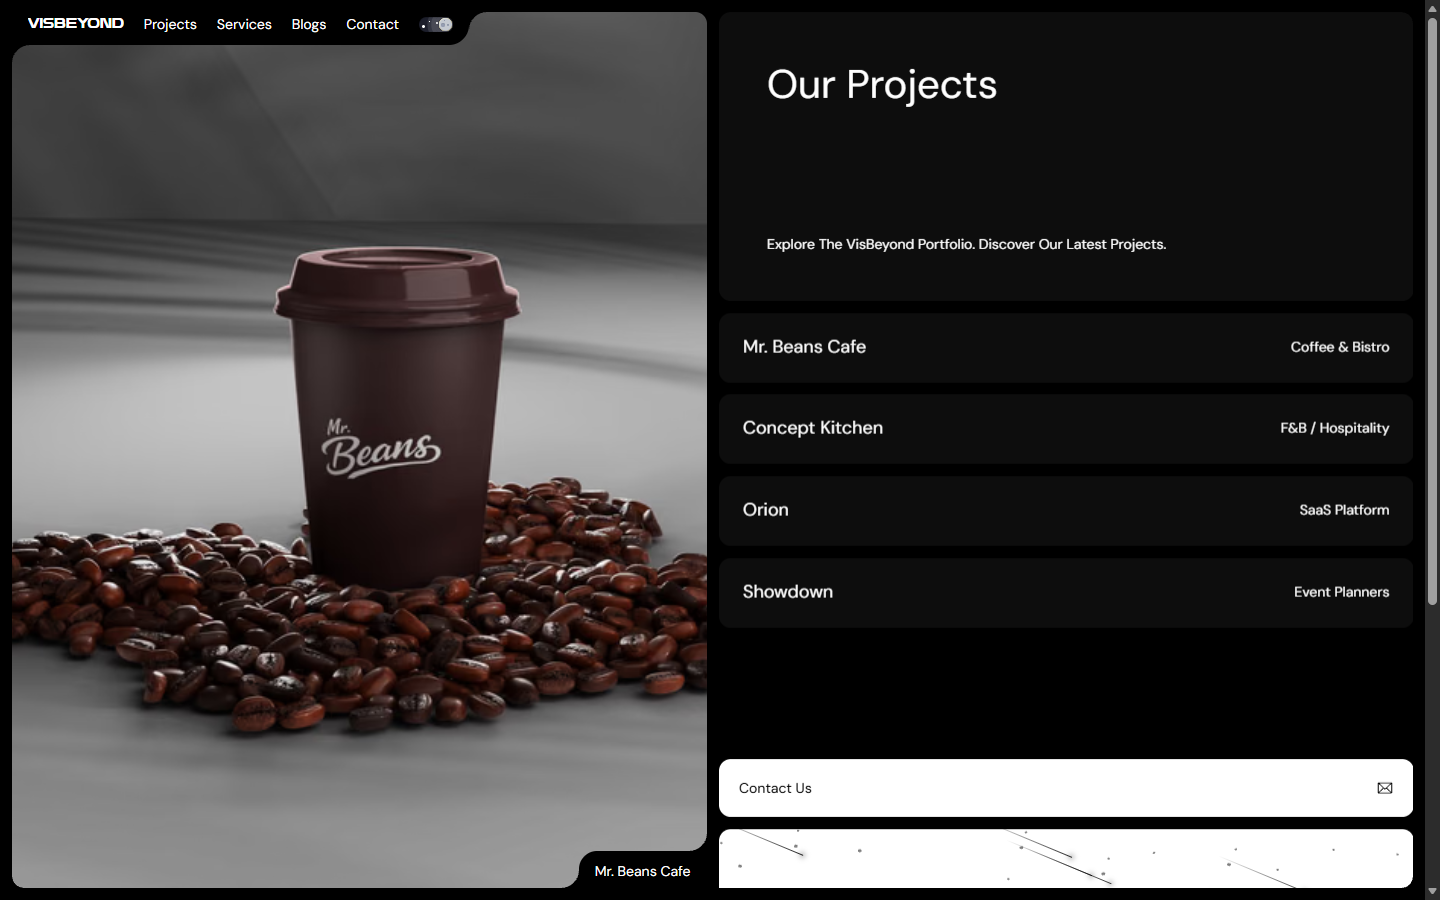 VISBEYOND Projects Services Blogs Contact
Mr.
Beans
Mr. Beans Cafe
Our Projects
Explore The VisBeyond Portfolio. Discover Our Latest Projects.
Mr. Beans Cafe Coffee & Bistro
Concept Kitchen F&B / Hospitality
Orion SaaS Platform
Showdown Event Planners
Contact Us